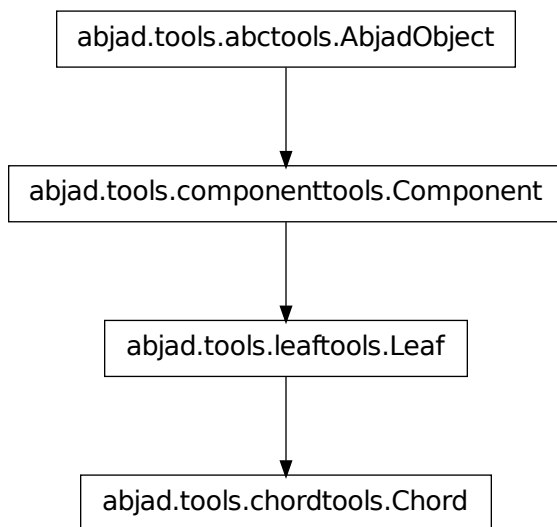 abjad.tools.abctools.AbjadObject
abjad.tools.componenttools.Component
abjad.tools.leaftools.Leaf
abjad.tools.chordtools.Chord